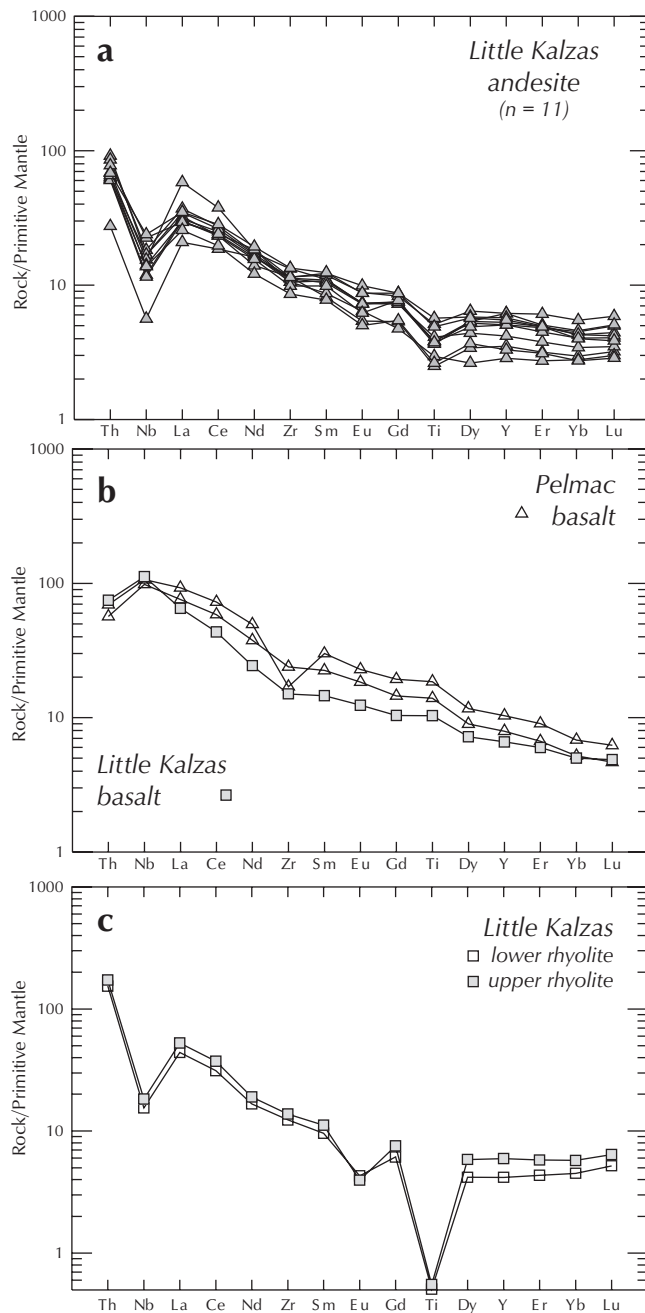 1000
a
Little Kalzas
andesite
(n = 11)
100
Rock/Primitive Mantle
10
1
Th Nb La Ce Nd Zr Sm Eu Gd Ti Dy Y Er Yb Lu
1000
b
Pelmac
basalt
100
Rock/Primitive Mantle
10
Little Kalzas
basalt
1
Th Nb La Ce Nd Zr Sm Eu Gd Ti Dy Y Er Yb Lu
1000
c
Little Kalzas
lower rhyolite
upper rhyolite
100
Rock/Primitive Mantle
10
1
Th Nb La Ce Nd Zr Sm Eu Gd Ti Dy Y Er Yb Lu